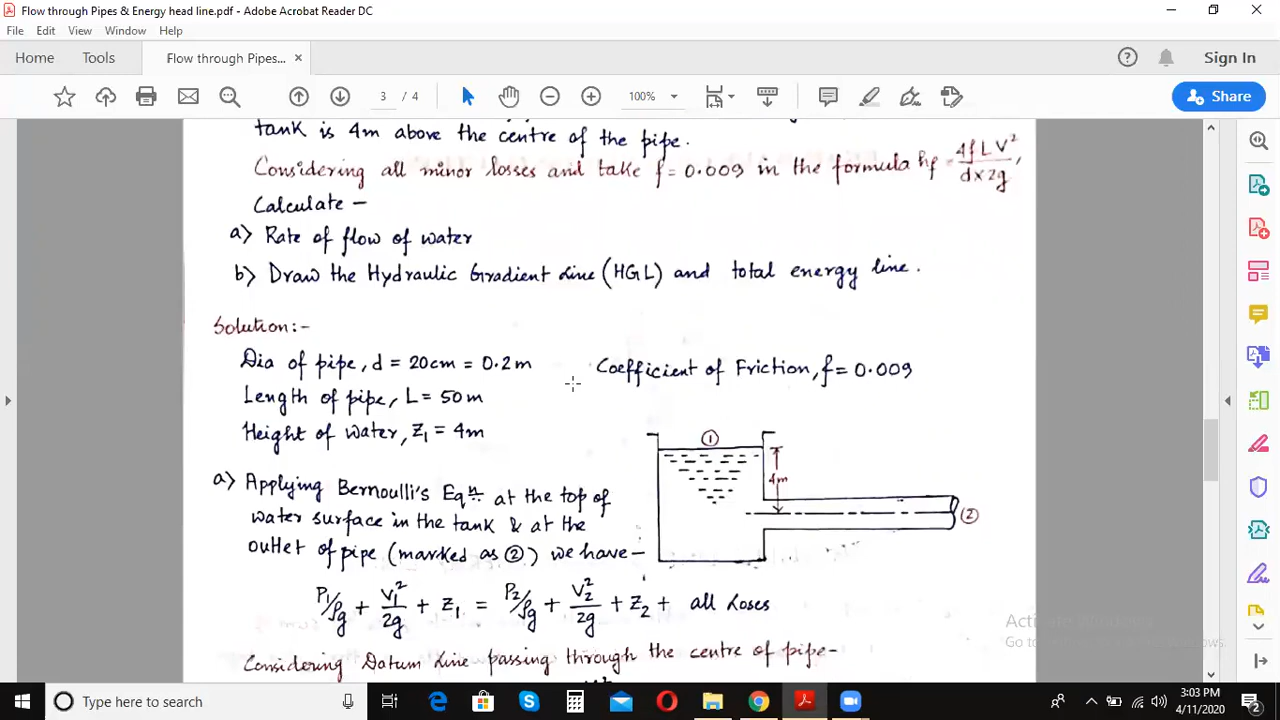 Flow through Pipes & Energy head line.pdf - Adobe Acrobat Reader DC
File Edit View Window Help
Home Tools Flow through Pipes... × Sign In
3 / 4 100% Share
tank is 4m above the centre of the pipe.
Considering all minor losses and take f = 0.009 in the formula hf = 4fLV²/d×2g,
Calculate -
a) Rate of flow of water
b) Draw the Hydraulic Gradient Line (HGL) and total energy line.
Solution:-
Dia of pipe, d = 20cm = 0.2m
Coefficient of Friction, f = 0.009
Length of pipe, L = 50m
Height of water, Z₁ = 4m
①
4m
②
a) Applying Bernoulli's Eqn. at the top of
water surface in the tank & at the
outlet of pipe (marked as ②) we have-
P₁/ρg + V₁²/2g + Z₁ = P₂/ρg + V₂²/2g + Z₂ + all loses
Considering Datum Line passing through the centre of pipe-
Activate Windows
Go to
Type here to search
3:03 PM
4/11/2020
2